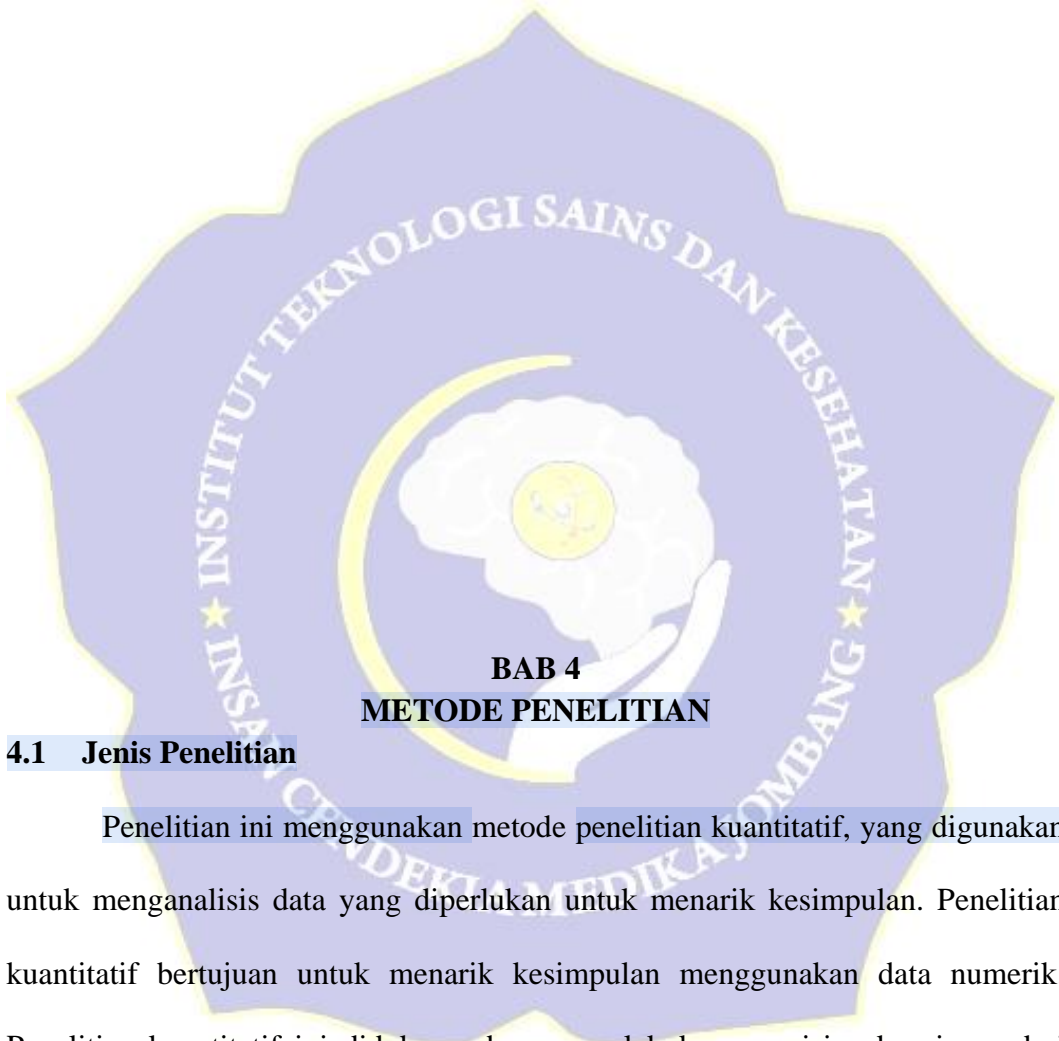 INSTITUT TEKNOLOGI SAINS DAN KESEHATAN
INSAN CENDEKIA MEDIKA JOMBANG
BAB 4
METODE PENELITIAN
4.1 Jenis Penelitian
Penelitian ini menggunakan metode penelitian kuantitatif, yang digunakan
untuk menganalisis data yang diperlukan untuk menarik kesimpulan. Penelitian
kuantitatif bertujuan untuk menarik kesimpulan menggunakan data numerik